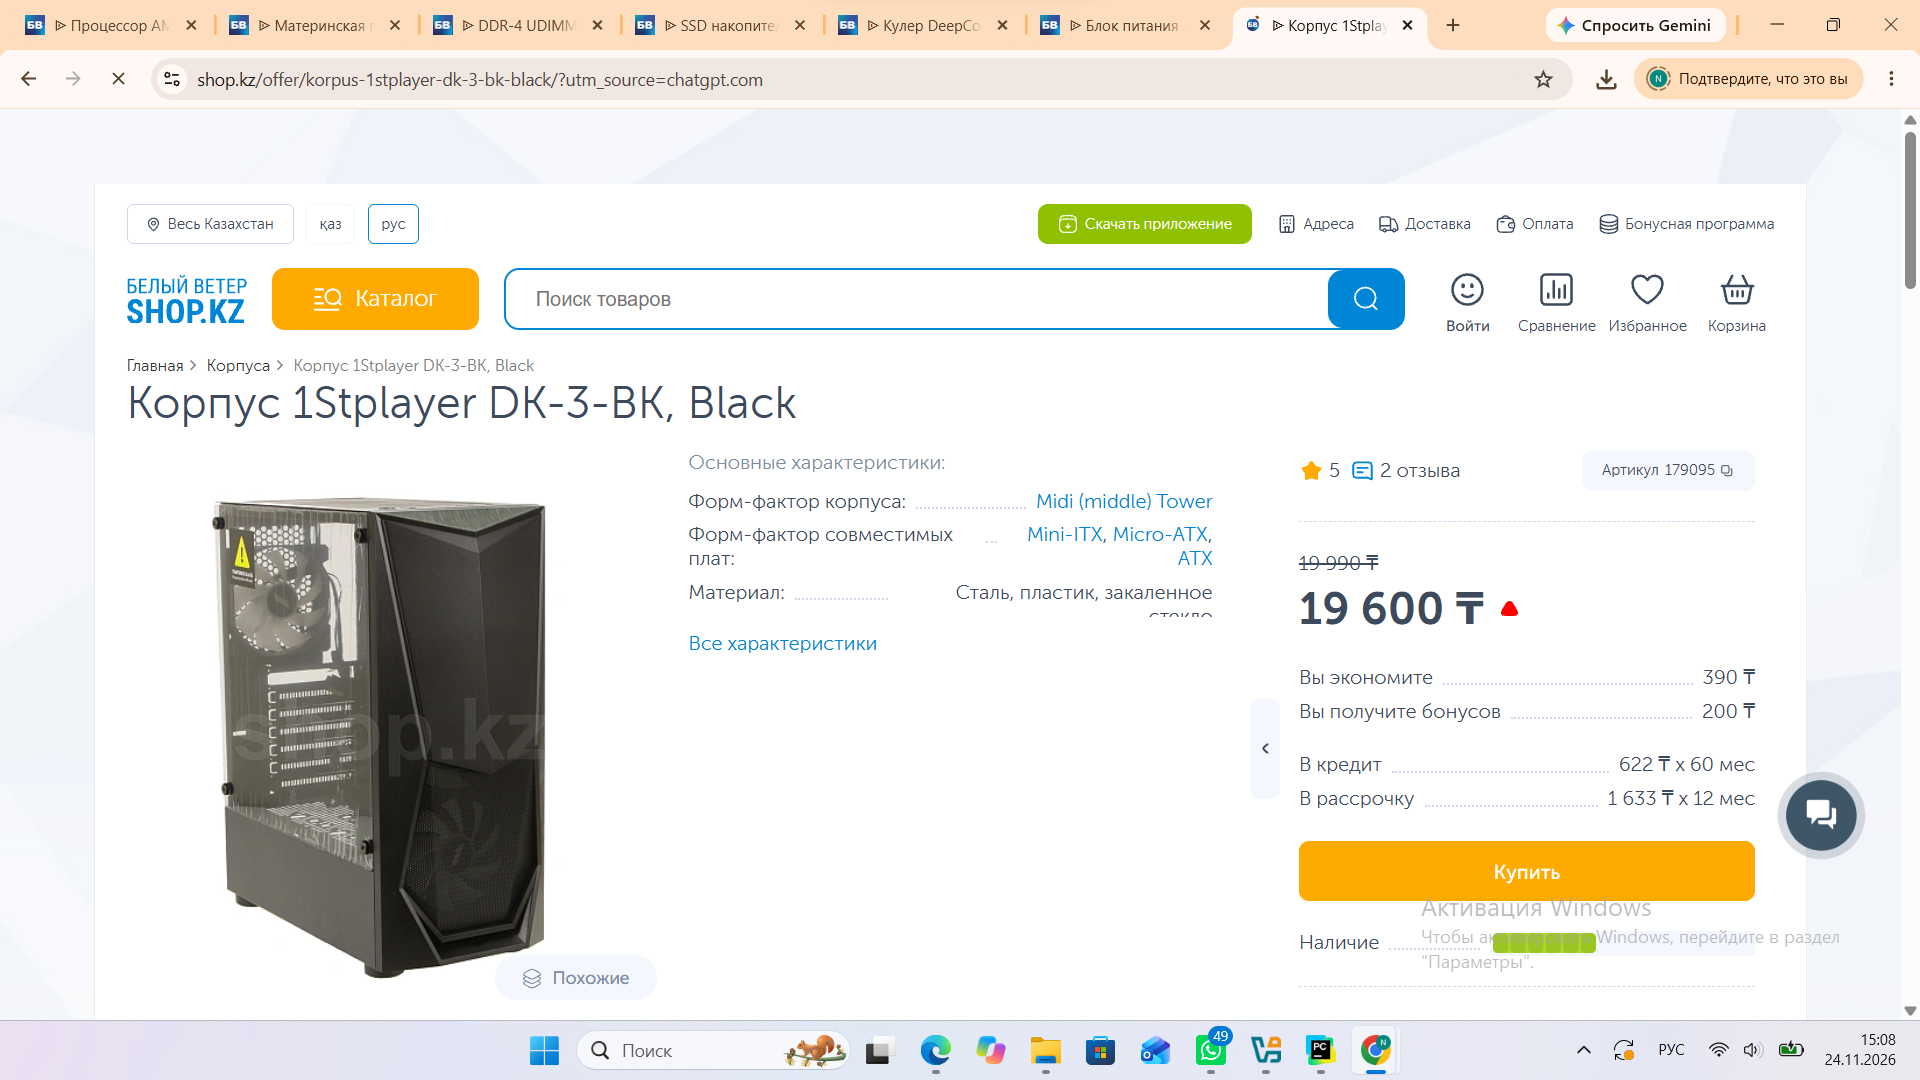 Процессор AM
Материнская п
DDR-4 UDIMM
SSD накопител
Кулер DeepCo
Блок питания
Корпус 1Stplay
Спросить Gemini
shop.kz/offer/korpus-1stplayer-dk-3-bk-black/?utm_source=chatgpt.com
Подтвердите, что это вы
Весь Казахстан
қаз
рус
Скачать приложение
Адреса
Доставка
Оплата
Бонусная программа
БЕЛЫЙ ВЕТЕР
SHOP.KZ
Каталог
Поиск товаров
Войти
Сравнение
Избранное
Корзина
Главная > Корпуса > Корпус 1Stplayer DK-3-BK, Black
Корпус 1Stplayer DK-3-BK, Black
Основные характеристики:
Форм-фактор корпуса: Midi (middle) Tower
Форм-фактор совместимых плат: Mini-ITX, Micro-ATX, ATX
Материал: Сталь, пластик, закаленное стекло
Все характеристики
shop.kz
Похожие
5
2 отзыва
Артикул 179095
19 990 ₸
19 600 ₸
Вы экономите 390 ₸
Вы получите бонусов 200 ₸
В кредит 622 ₸ x 60 мес
В рассрочку 1 633 ₸ x 12 мес
Купить
Наличие
Активация Windows
Чтобы активировать Windows, перейдите в раздел
"Параметры".
Поиск
49
РУС
15:08
24.11.2026